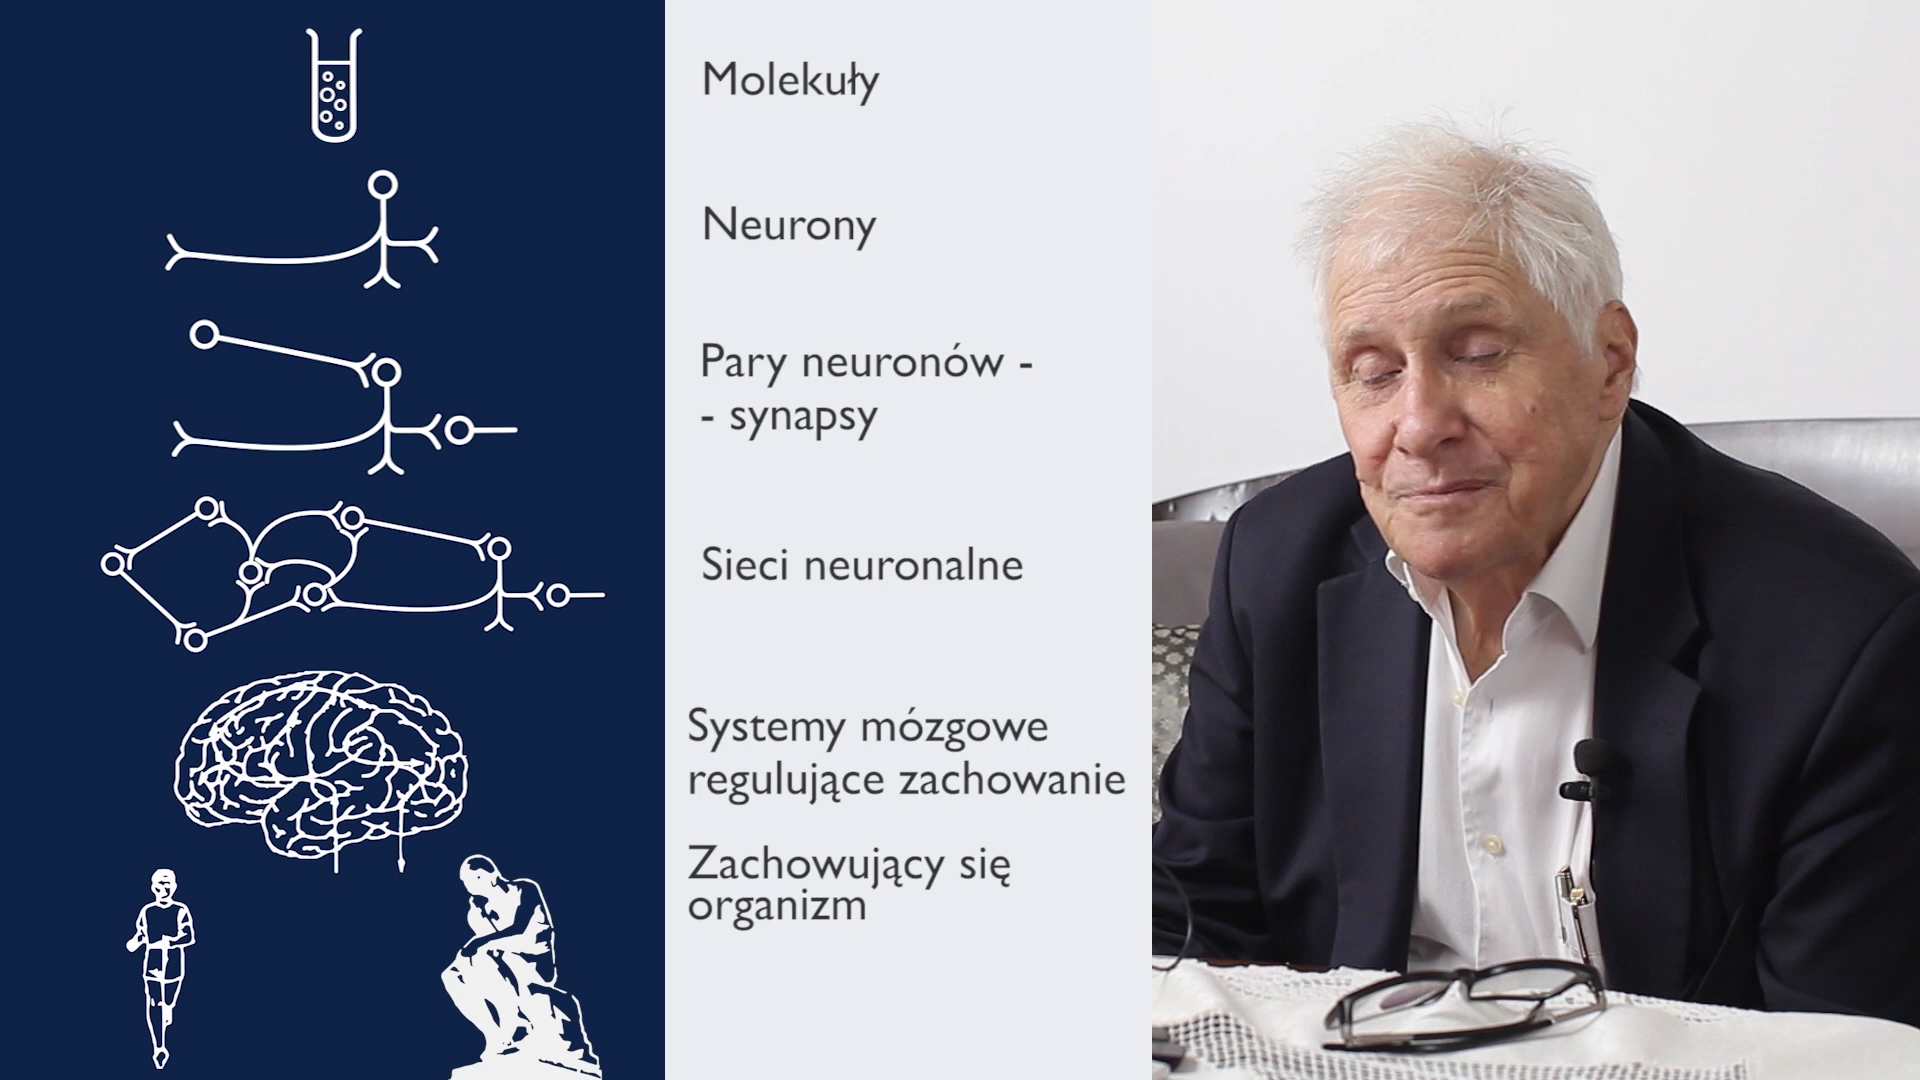 Molekuły
Neurony
Pary neuronów -
- synapsy
Sieci neuronalne
Systemy mózgowe
regulujące zachowanie
Zachowujący się
organizm